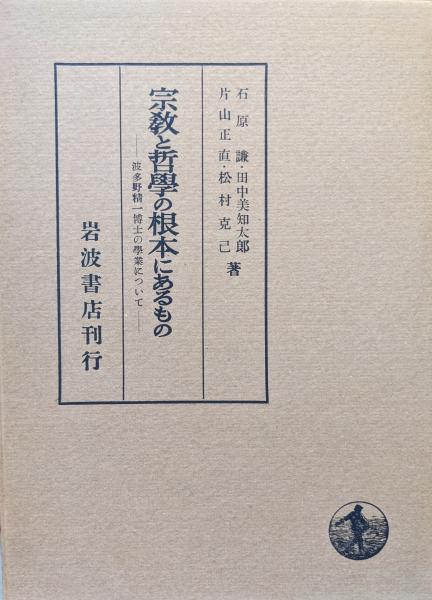 石原 謙・田中美知太郎
片山正直・松村克己 著
宗敎と哲學の根本にあるもの
――波多野精一博士の學業について――
岩波書店刊行